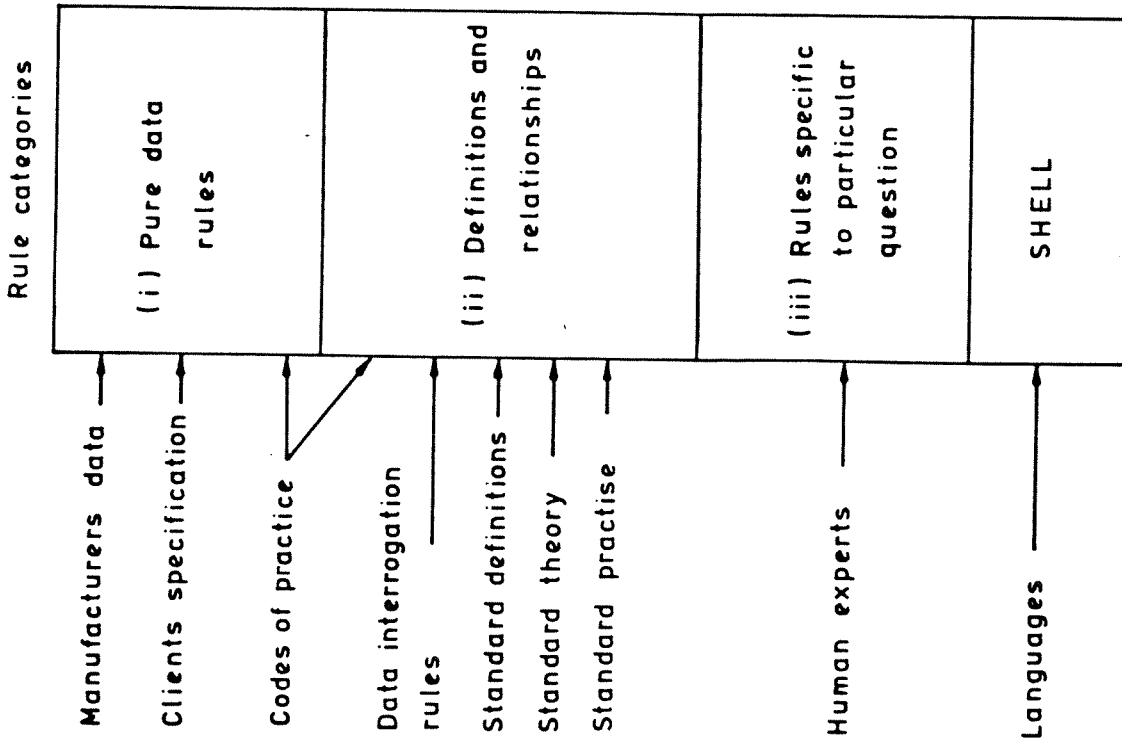 Rule categories
Manufacturers data
Clients specification
Codes of practice
(i) Pure data
rules
Data interrogation
rules
Standard definitions
Standard theory
Standard practise
(ii) Definitions and
relationships
Human experts
(iii) Rules specific
to particular
question
Languages
SHELL